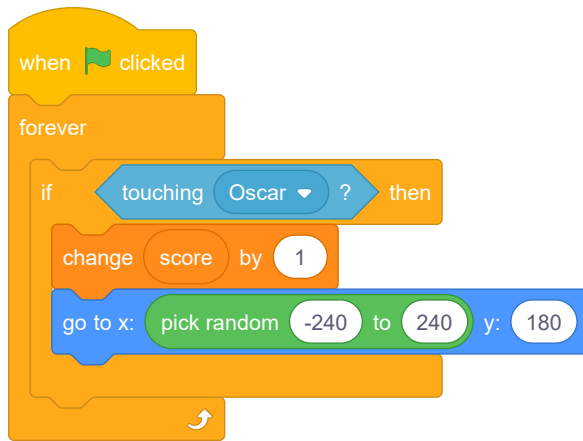 when clicked
forever
if touching Oscar ? then
change score by 1
go to x: pick random -240 to 240 y: 180